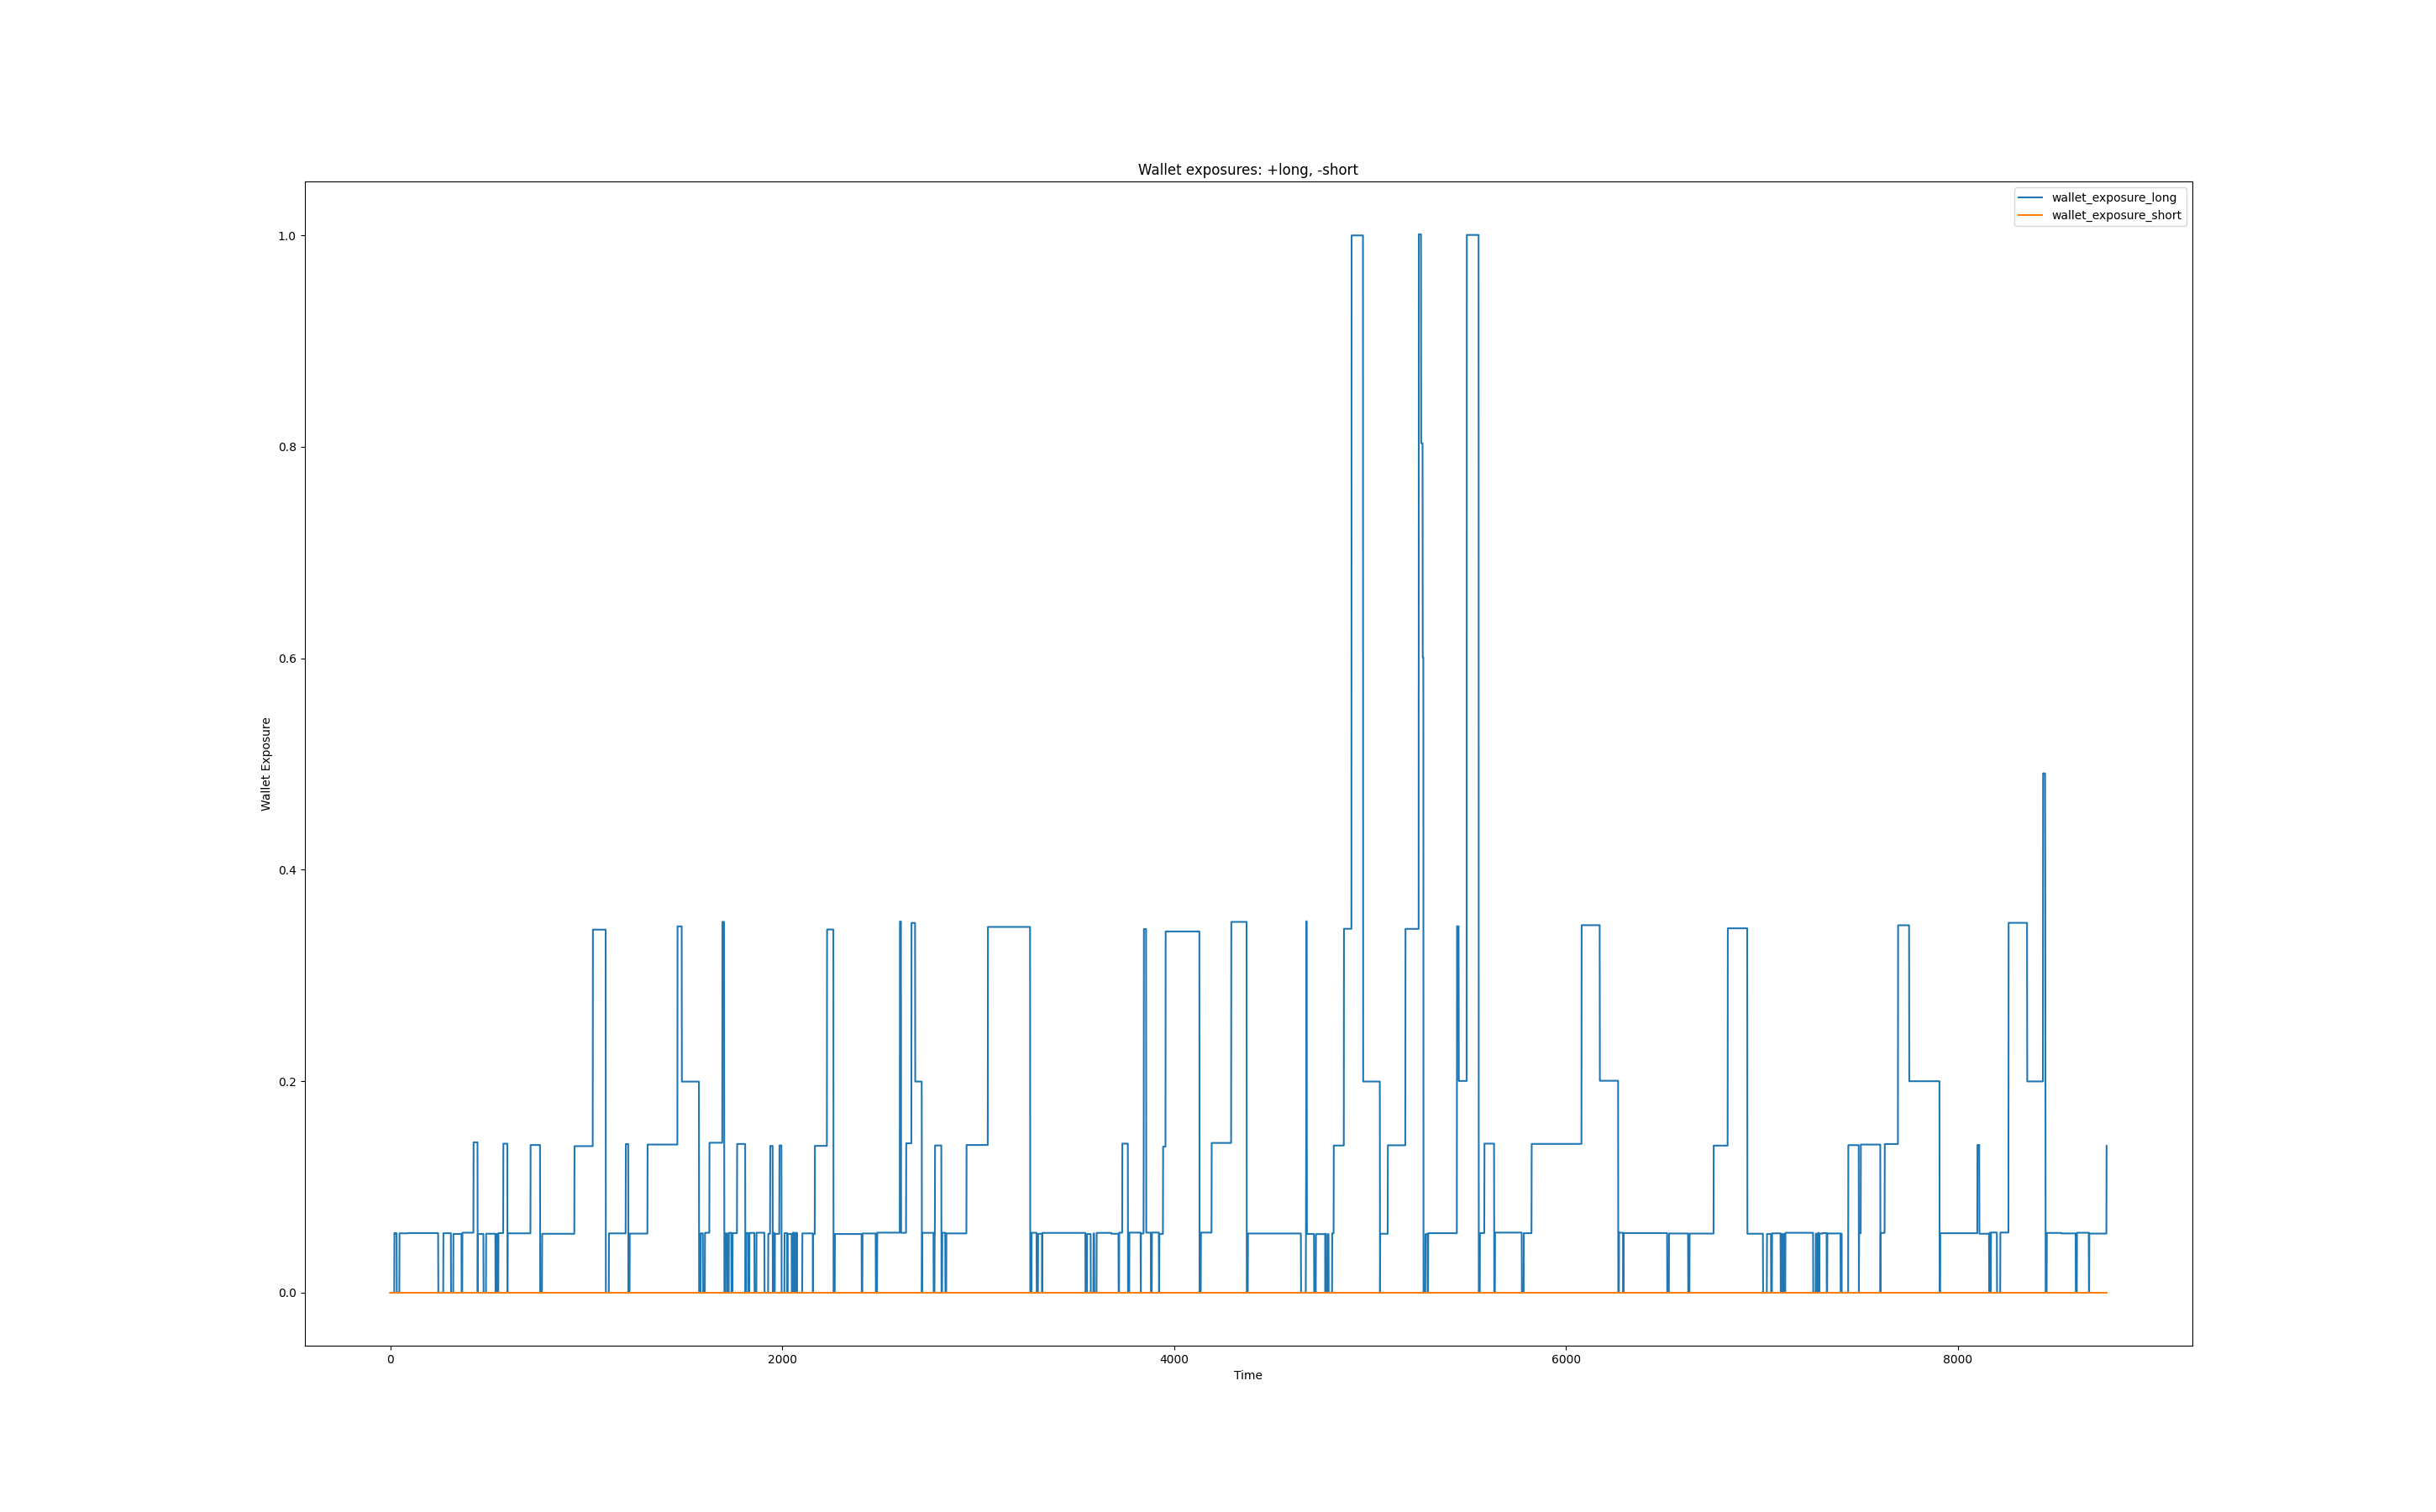 Wallet exposures: +long, -short
wallet_exposure_long
wallet_exposure_short
1.0
0.8
0.6
0.4
0.2
0.0
Wallet Exposure
0 2000 4000 6000 8000
Time